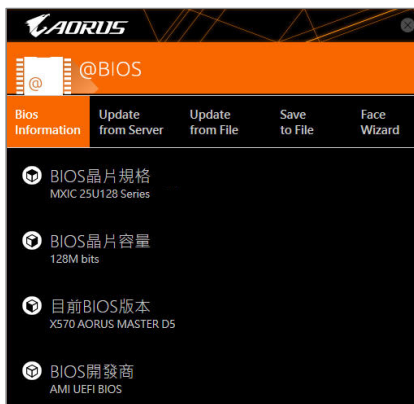 AORUS
@
@BIOS
Bios Information
Update from Server
Update from File
Save to File
Face Wizard
BIOS晶片規格
MXIC 25U128 Series
BIOS晶片容量
128M bits
目前BIOS版本
X570 AORUS MASTER D5
BIOS開發商
AMI UEFI BIOS